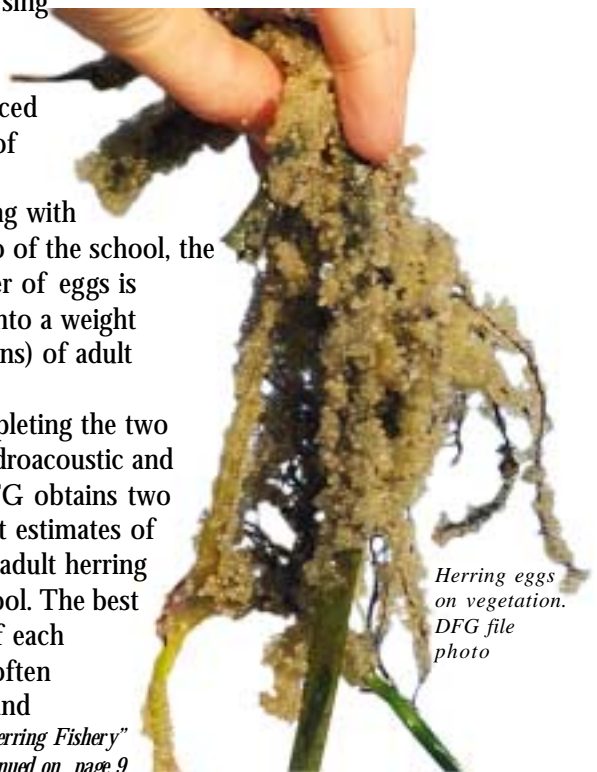 sing
ced
of
ng with
o of the school, the
er of eggs is
nto a weight
ns) of adult
pleting the two
droacoustic and
G obtains two
t estimates of
adult herring
ool. The best
f each
often
nd
erring Fishery"
nued on page 9
Herring eggs
on vegetation.
DFG file
photo